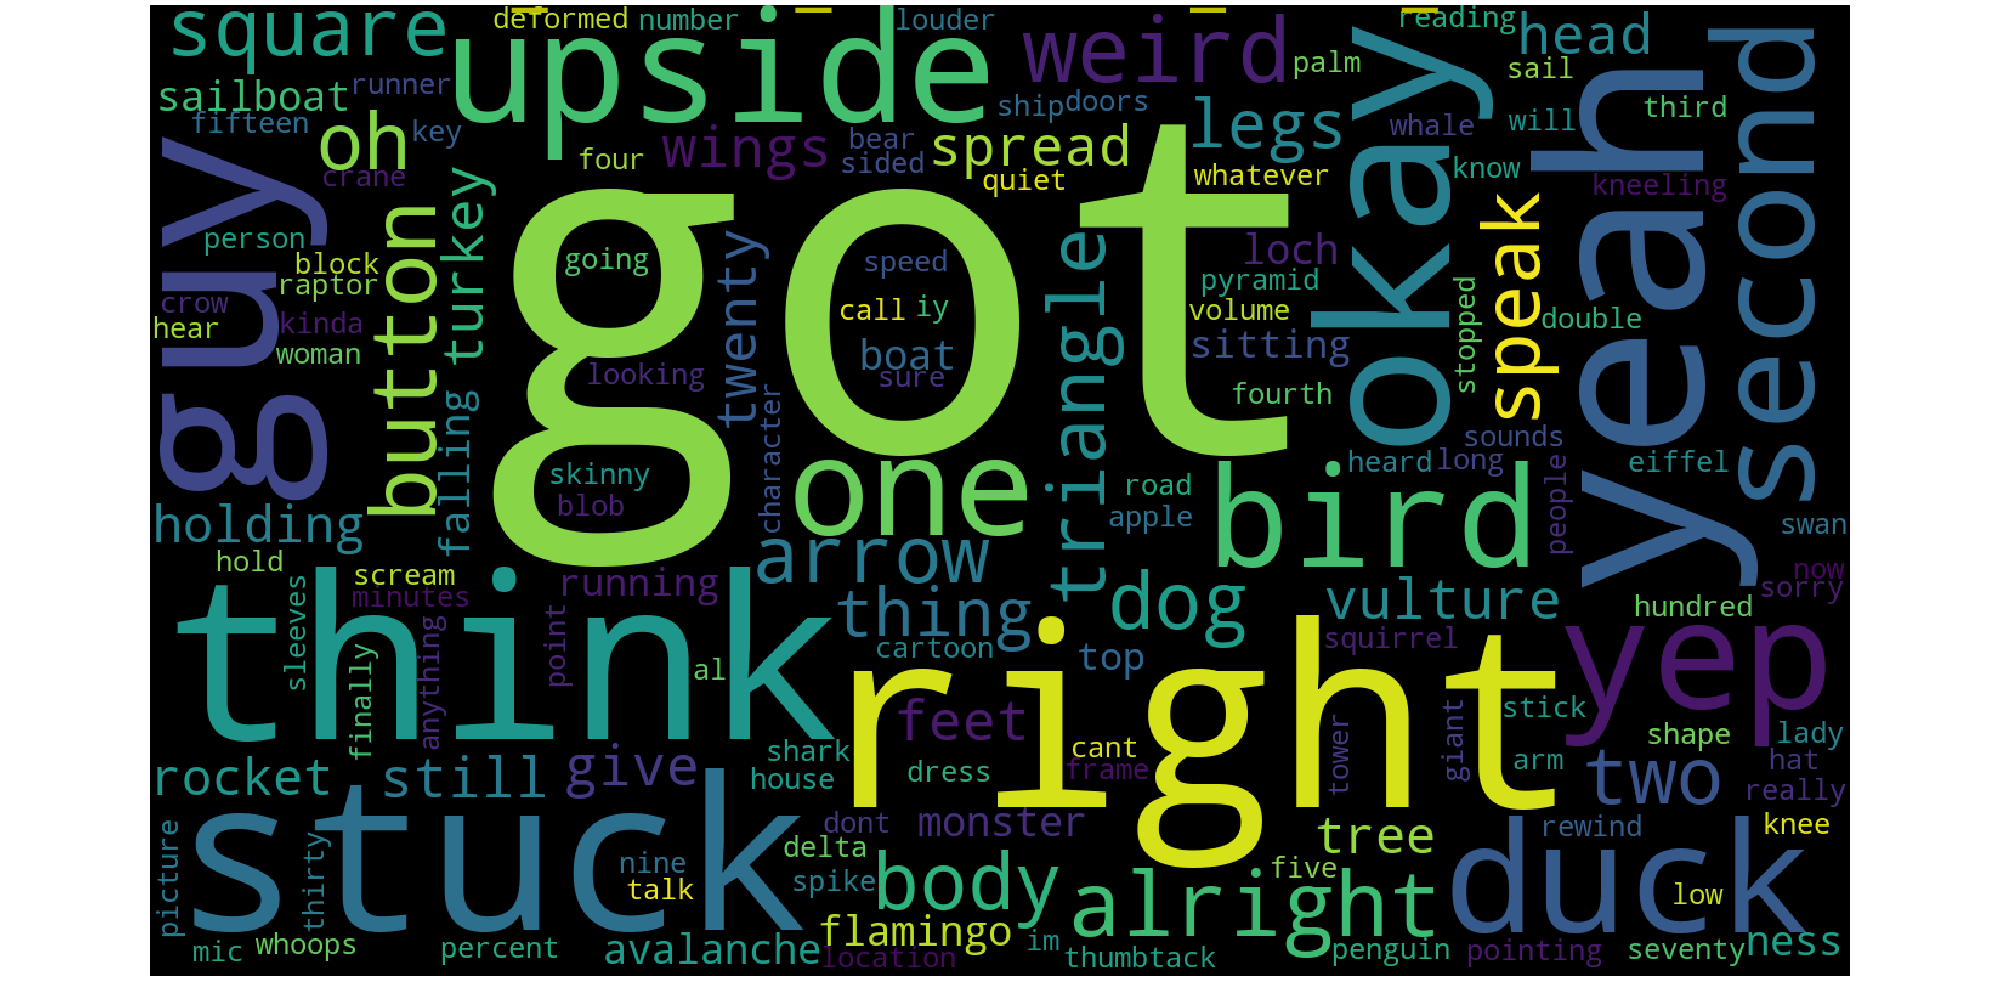 square
deformed
number
upside
louder
weird
reading
head
palm
okay
sail
yeah
second
sailboat
runner
ship
doors
third
fifteen
oh
key
wings
bear
sided
spread
legs
whale
will
crane
four
quiet
whatever
know
kneeling
guy
person
button
turkey
got
going
speed
triangle
loch
speak
block
raptor
pyramid
crow
kinda
hear
woman
call
iy
volume
stopped
double
boat
sure
sitting
looking
twenty
fourth
falling
character
sounds
skinny
blob
one
road
apple
bird
heard
long
people
eiffel
holding
swan
hold
arrow
scream
minutes
running
sleeves
think
point
thing
dog
vulture
now
sorry
hundred
cartoon
top
squirrel
yep
finally
anything
al
right
feet
stick
shape
lady
rocket
still
give
shark
house
dress
cant
frame
tower
giant
arm
two
hat
really
stuck
picture
thirty
nine
talk
dont
monster
delta
spike
tree
five
duck
rewind
knee
low
body
alright
mic
whoops
percent
avalanche
flamingo
location
im
thumbtack
penguin
pointing
seventy
ness